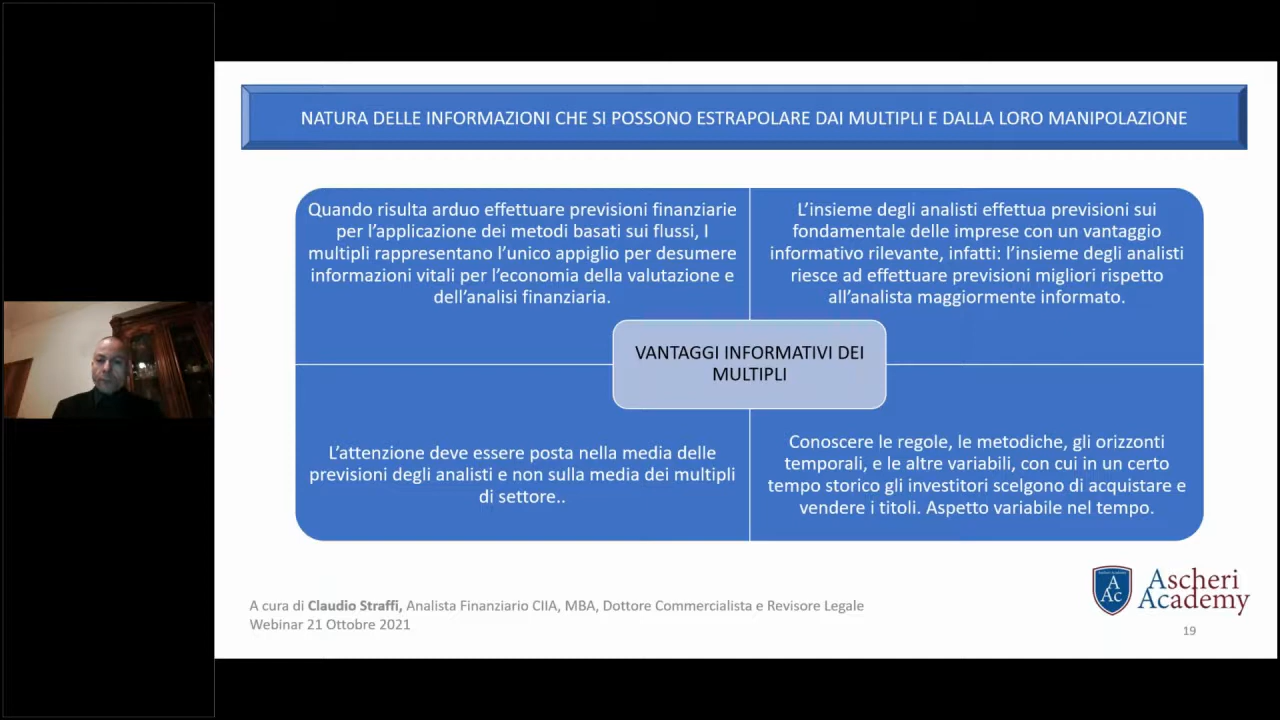 NATURA DELLE INFORMAZIONI CHE SI POSSONO ESTRAPOLARE DAI MULTIPLI E DALLA LORO MANIPOLAZIONE
Quando risulta arduo effettuare previsioni finanziarie
per l'applicazione dei metodi basati sui flussi, I
multipli rappresentano l'unico appiglio per desumere
informazioni vitali per l'economia della valutazione e
dell'analisi finanziaria.
L'insieme degli analisti effettua previsioni sui
fondamentale delle imprese con un vantaggio
informativo rilevante, infatti: l'insieme degli analisti
riesce ad effettuare previsioni migliori rispetto
all'analista maggiormente informato.
VANTAGGI INFORMATIVI DEI
MULTIPLI
L'attenzione deve essere posta nella media delle
previsioni degli analisti e non sulla media dei multipli
di settore..
Conoscere le regole, le metodiche, gli orizzonti
temporali, e le altre variabili, con cui in un certo
tempo storico gli investitori scelgono di acquistare e
vendere i titoli. Aspetto variabile nel tempo.
A cura di Claudio Straffi, Analista Finanziario CIIA, MBA, Dottore Commercialista e Revisore Legale
Webinar 21 Ottobre 2021
A
Ac
Ascheri
Academy
19